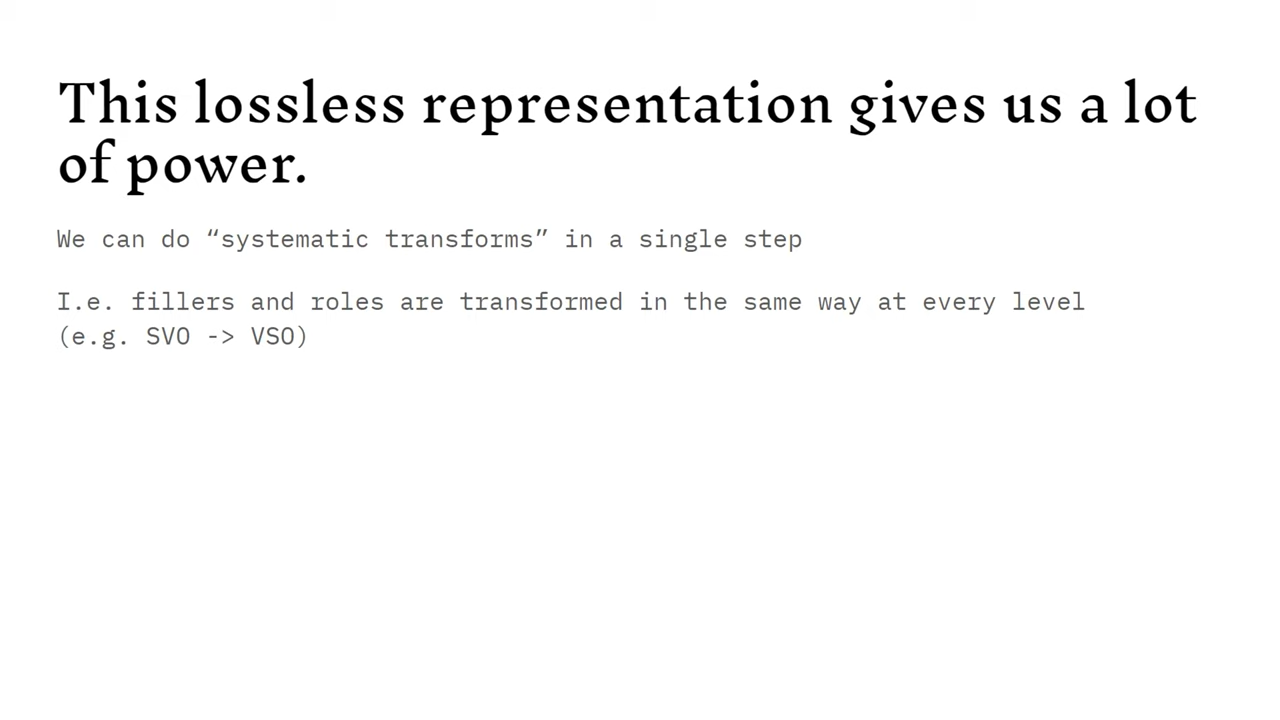 This lossless representation gives us a lot
of power.
We can do “systematic transforms” in a single step
I.e. fillers and roles are transformed in the same way at every level
(e.g. SVO -> VSO)